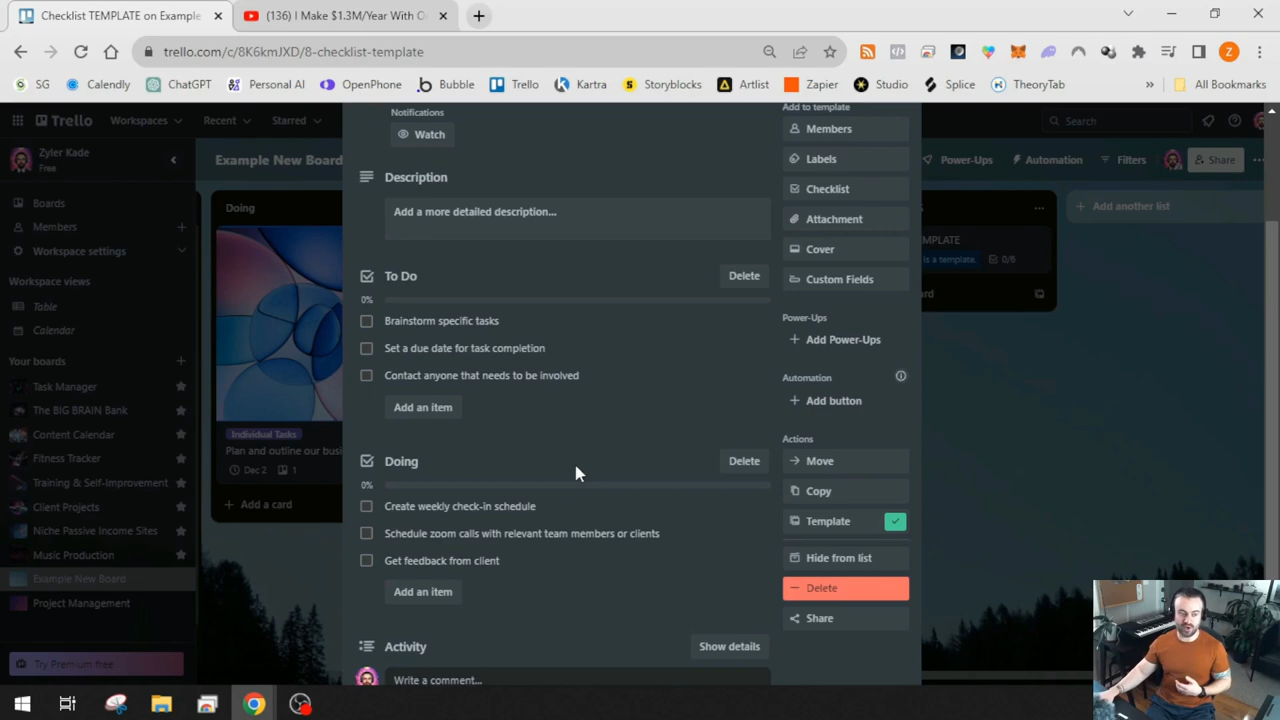 Checklist TEMPLATE on Example
(136) I Make $1.3M/Year With O
trello.com/c/8K6kmJXD/8-checklist-template
Z
SG
Calendly
ChatGPT
Personal AI
OpenPhone
Bubble
Trello
Kartra
Storyblocks
Artlist
Zapier
Studio
Splice
TheoryTab
All Bookmarks
Trello
Workspaces
Recent
Starred
Search
Zyler Kade
Free
Example New Board
Power-Ups
Automation
Filters
Share
Boards
Members
Workspace settings
Workspace views
Table
Calendar
Your boards
Task Manager
The BIG BRAIN Bank
Content Calendar
Fitness Tracker
Training & Self-Improvement
Client Projects
Niche Passive Income Sites
Music Production
Example New Board
Project Management
Try Premium free
Doing
Individual Tasks
Plan and outline our busi
Dec 2
1
Add a card
Notifications
Watch
Description
Add a more detailed description...
To Do
Delete
0%
Brainstorm specific tasks
Set a due date for task completion
Contact anyone that needs to be involved
Add an item
Doing
Delete
0%
Create weekly check-in schedule
Schedule zoom calls with relevant team members or clients
Get feedback from client
Add an item
Activity
Show details
Write a comment...
Add to template
Members
Labels
Checklist
Attachment
Cover
Custom Fields
Power-Ups
Add Power-Ups
Automation
Add button
Actions
Move
Copy
Template
Hide from list
Delete
Share
EMPLATE
is a template.
0/6
rd
Add another list